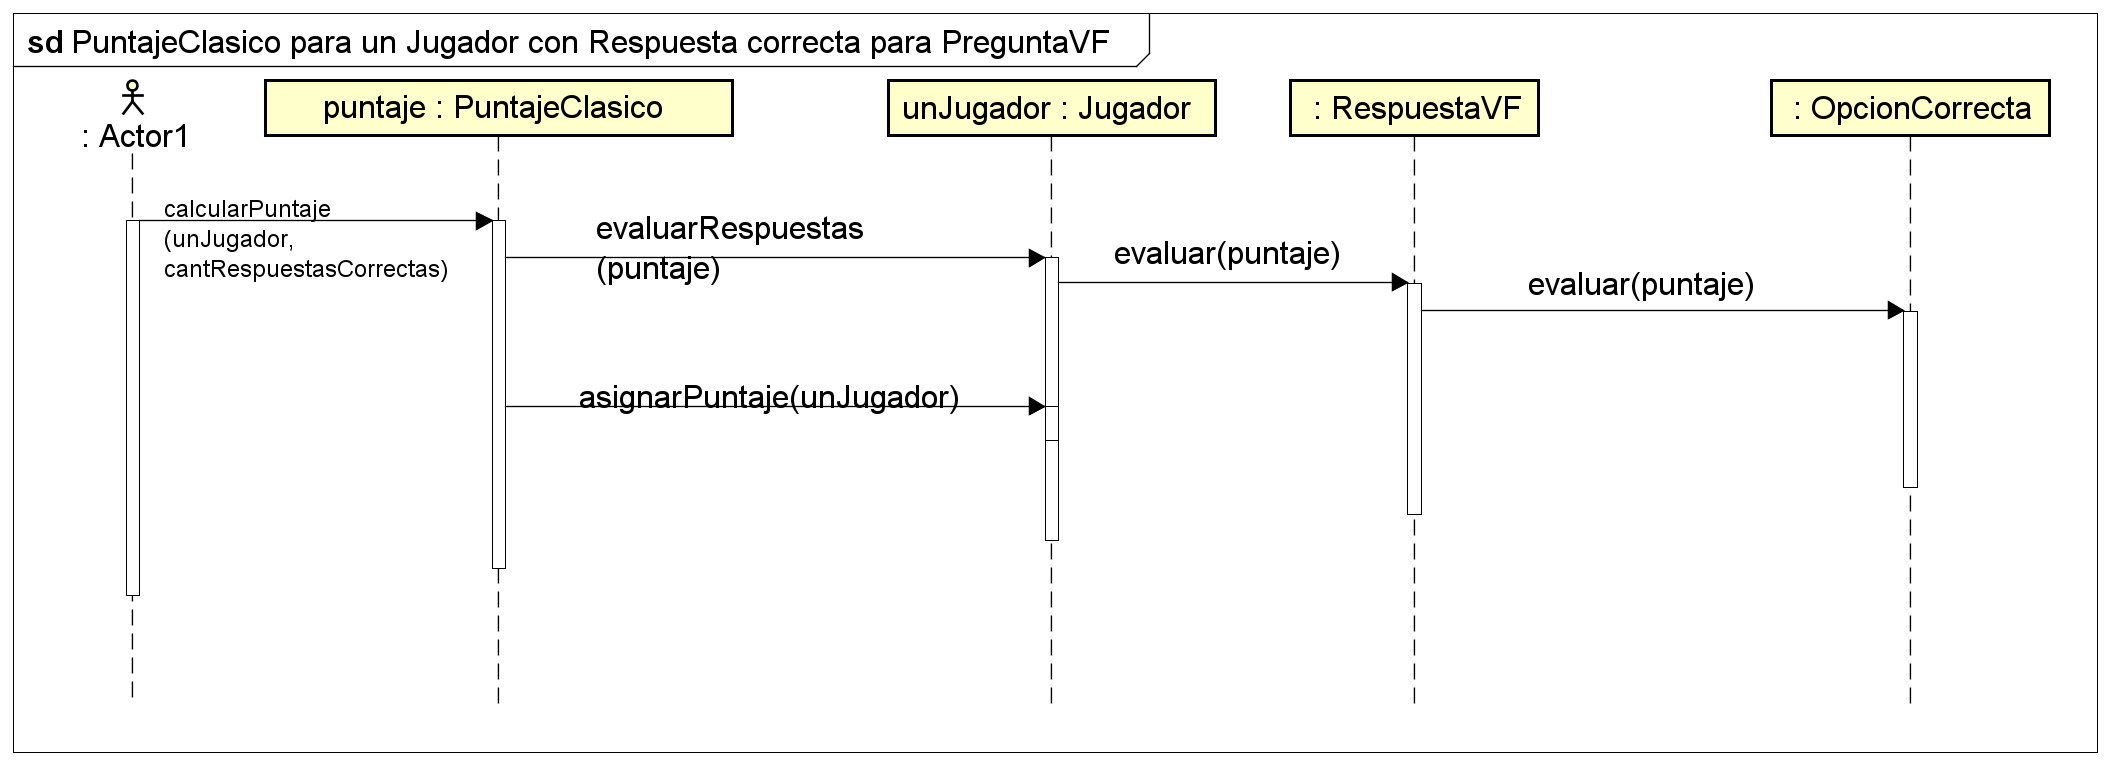 sd PuntajeClasico para un Jugador con Respuesta correcta para PreguntaVF
: Actor1
puntaje : PuntajeClasico
unJugador : Jugador
: RespuestaVF
: OpcionCorrecta
calcularPuntaje
(unJugador,
cantRespuestasCorrectas)
evaluarRespuestas
(puntaje)
evaluar(puntaje)
evaluar(puntaje)
asignarPuntaje(unJugador)